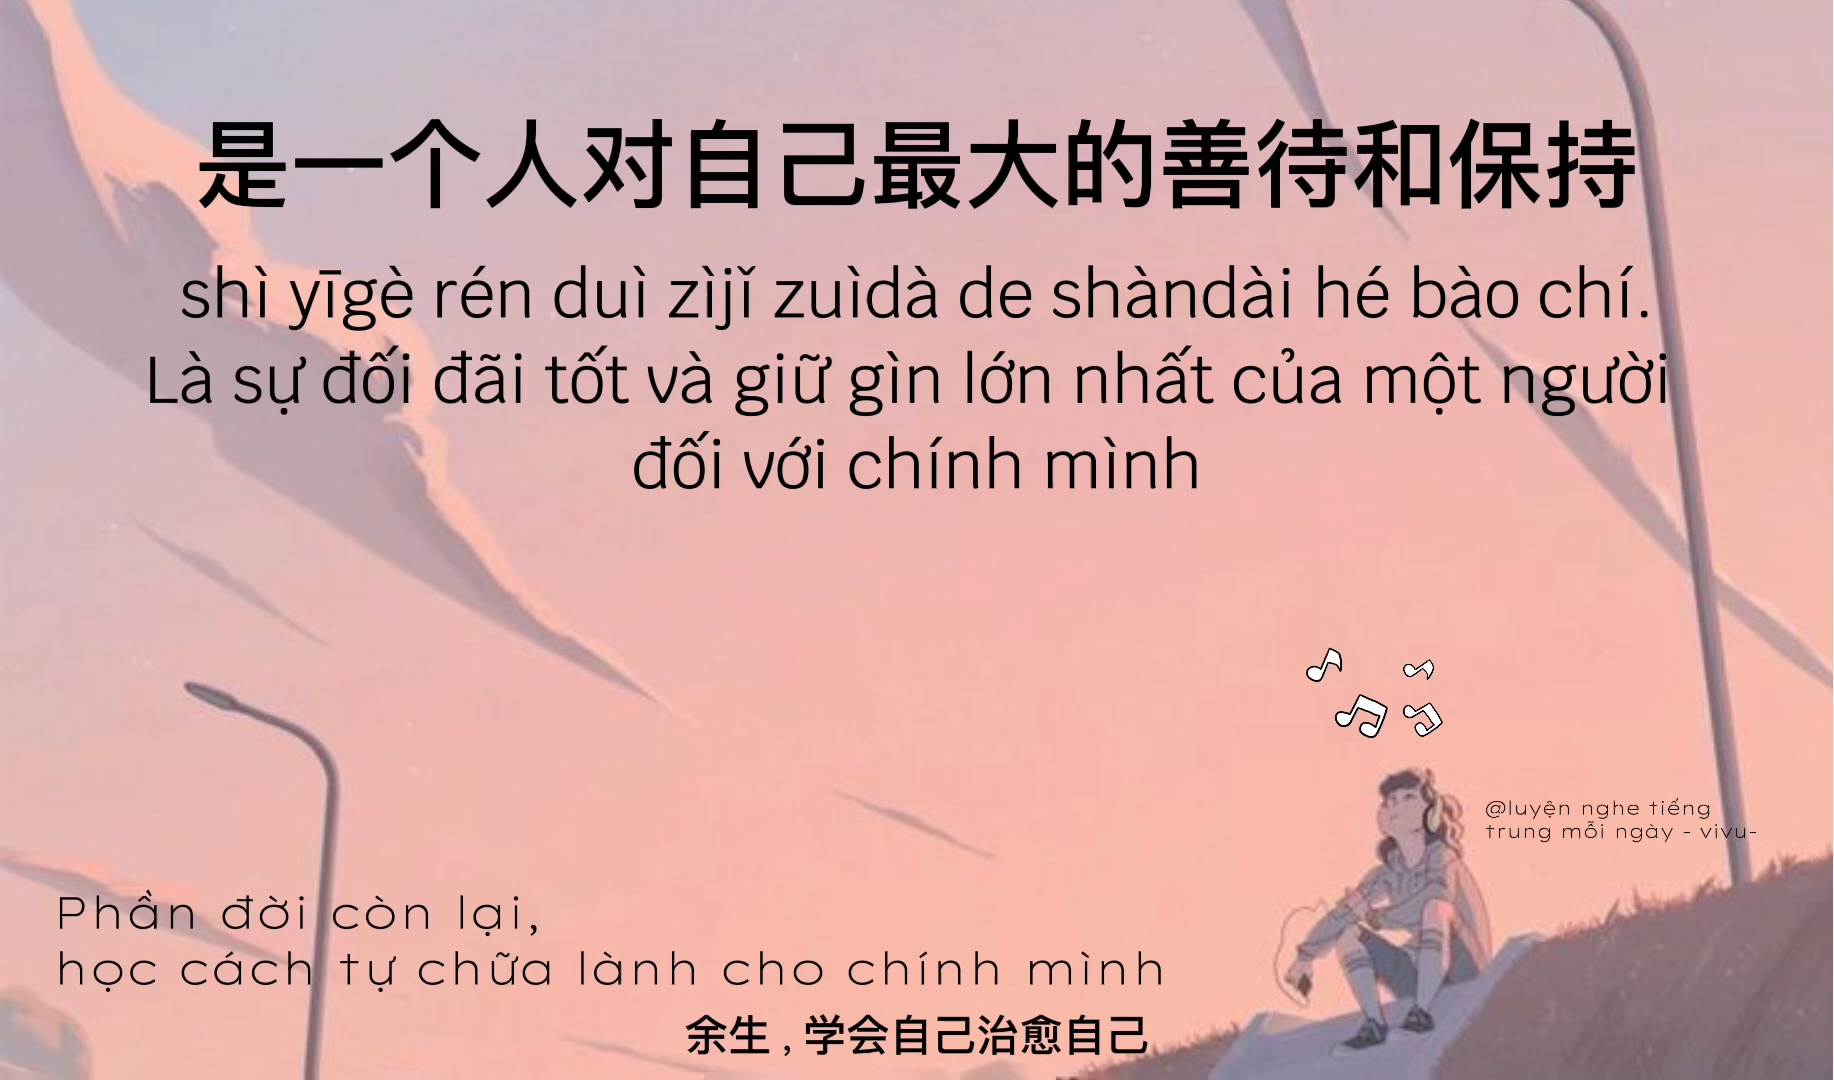 是一个人对自己最大的善待和保持
shì yīgè rén duì zìjǐ zuìdà de shàndài hé bào chí.
Là sự đối đãi tốt và giữ gìn lớn nhất của một người
đối với chính mình
@luyện nghe tiếng
trung mỗi ngày - vivu-
Phần đời còn lại,
học cách tự chữa lành cho chính mình
余生 , 学会自己治愈自己